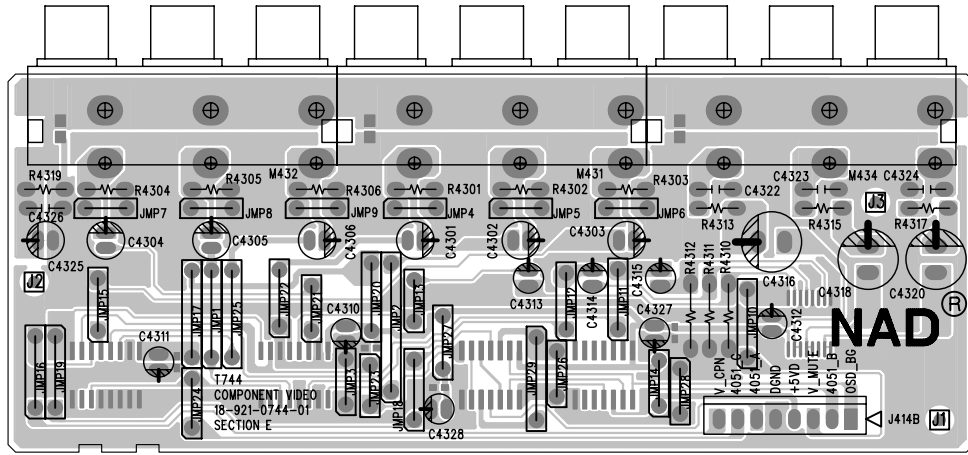 R4319
R4304
R4305
M432
R4306
R4301
R4302
M431
R4303
C4322
C4323
M434
C4324
C4326
JMP7
JMP8
JMP9
JMP4
JMP5
JMP6
R4313
R4315
J3
R4317
C4325
C4304
C4305
C4306
C4301
C4302
C4303
R4312
R4311
R4310
C4316
C4318
C4320
J2
JMP15
JMP17
JMP1
JMP25
JMP22
JMP21
C4310
JMP20
JMP2
JMP13
C4313
JMP12
C4314
JMP11
C4315
C4327
JMP10
C4312
NAD®
JMP16
JMP19
C4311
JMP24
JMP3
JMP23
JMP18
JMP27
C4328
JMP29
JMP26
JMP14
JMP28
T744
COMPONENT VIDEO
18-921-0744-01
SECTION E
V_CPN
4051_C
4051_A
DGND
+5VD
V_MUTE
4051_B
OSD_BG
J414B
J1